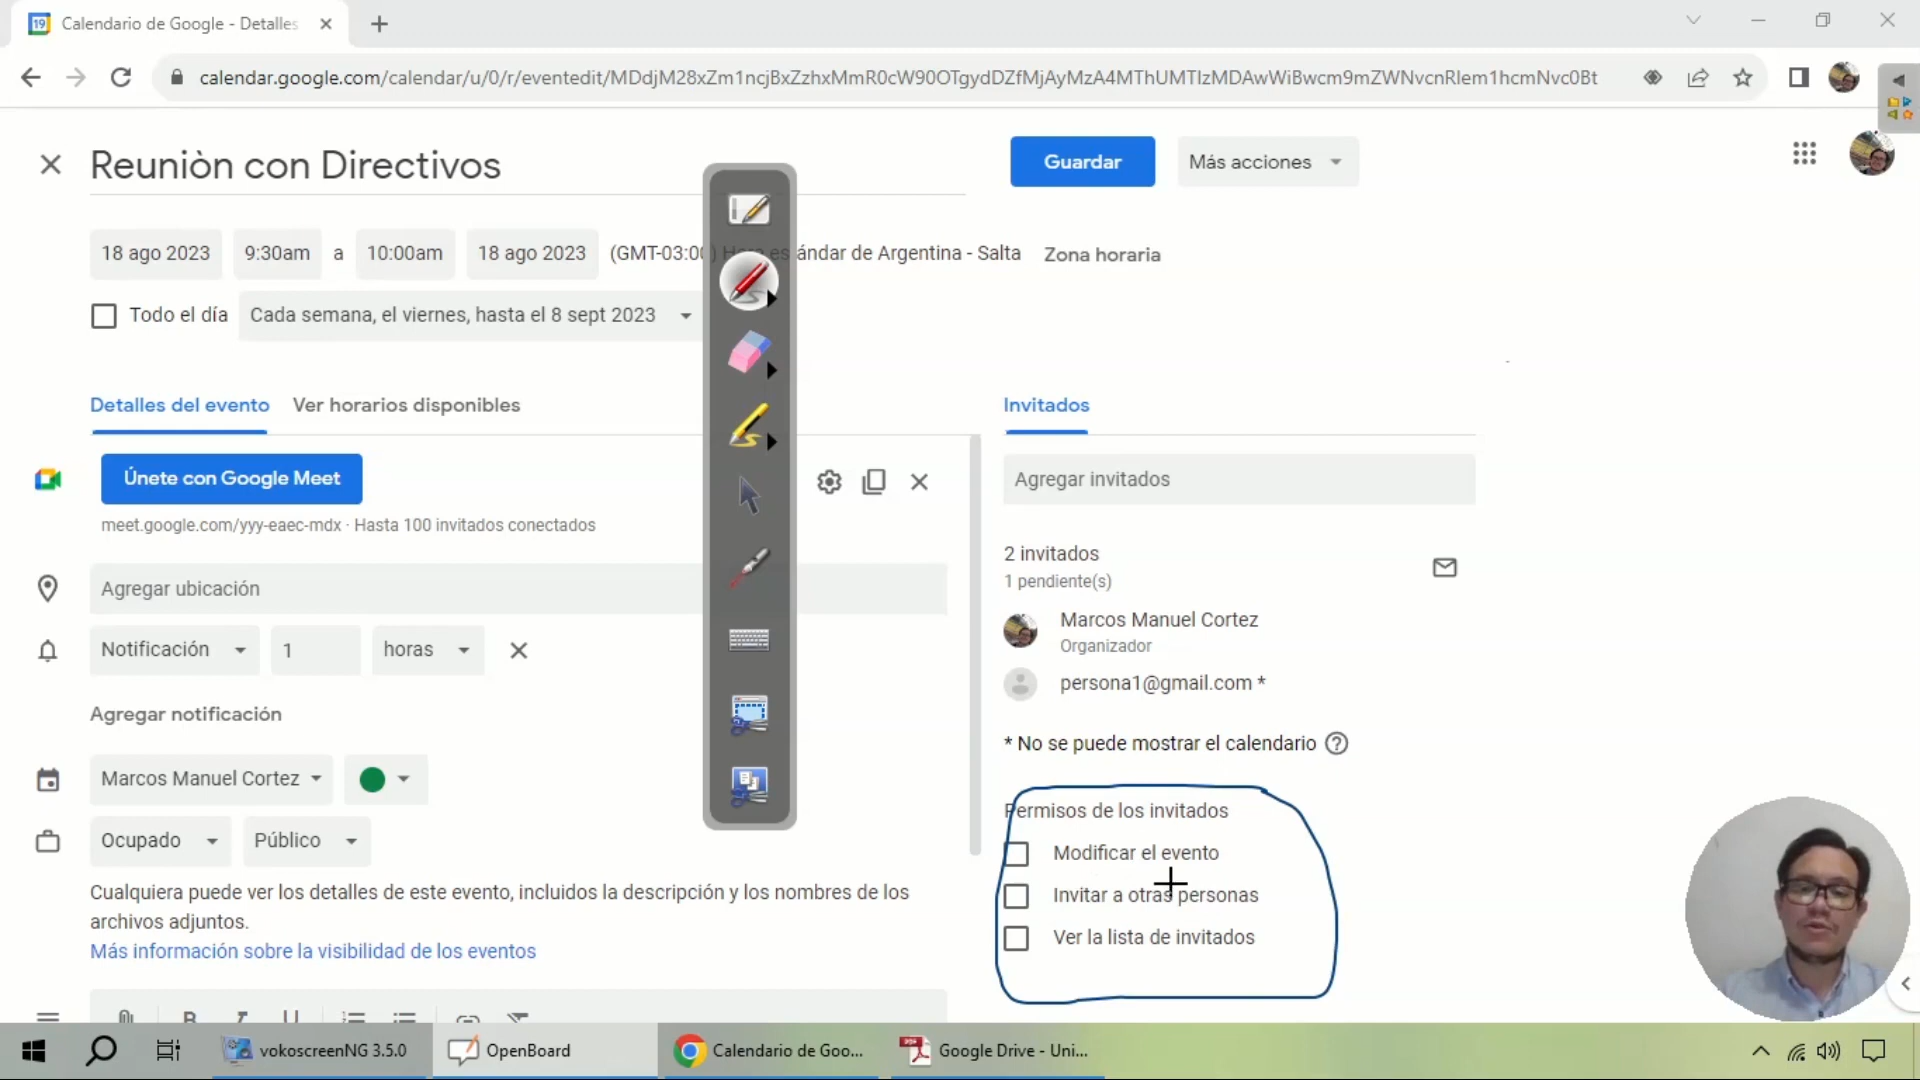 Calendario de Google - Detalles
calendar.google.com/calendar/u/0/r/eventedit/MDdjM28xZm1ncjBxZzhxMmR0cW90OTgydDZfMjAyMzA4MThUMTIzMDAwWiBwcm9mZWNvcnRlem1hcmNvc0Bt
Reuniòn con Directivos
Guardar
Más acciones
18 ago 2023
9:30am
a
10:00am
18 ago 2023
(GMT-03:00) Hora estándar de Argentina - Salta
Zona horaria
Todo el día
Cada semana, el viernes, hasta el 8 sept 2023
Detalles del evento
Ver horarios disponibles
Invitados
Únete con Google Meet
meet.google.com/yyy-eaec-mdx · Hasta 100 invitados conectados
Agregar invitados
2 invitados
1 pendiente(s)
Marcos Manuel Cortez
Organizador
persona1@gmail.com *
* No se puede mostrar el calendario
Agregar ubicación
Notificación
1
horas
Agregar notificación
Marcos Manuel Cortez
Ocupado
Público
Cualquiera puede ver los detalles de este evento, incluidos la descripción y los nombres de los
archivos adjuntos.
Más información sobre la visibilidad de los eventos
Permisos de los invitados
Modificar el evento
Invitar a otras personas
Ver la lista de invitados
vokoscreenNG 3.5.0
OpenBoard
Calendario de Goo...
Google Drive - Uni...